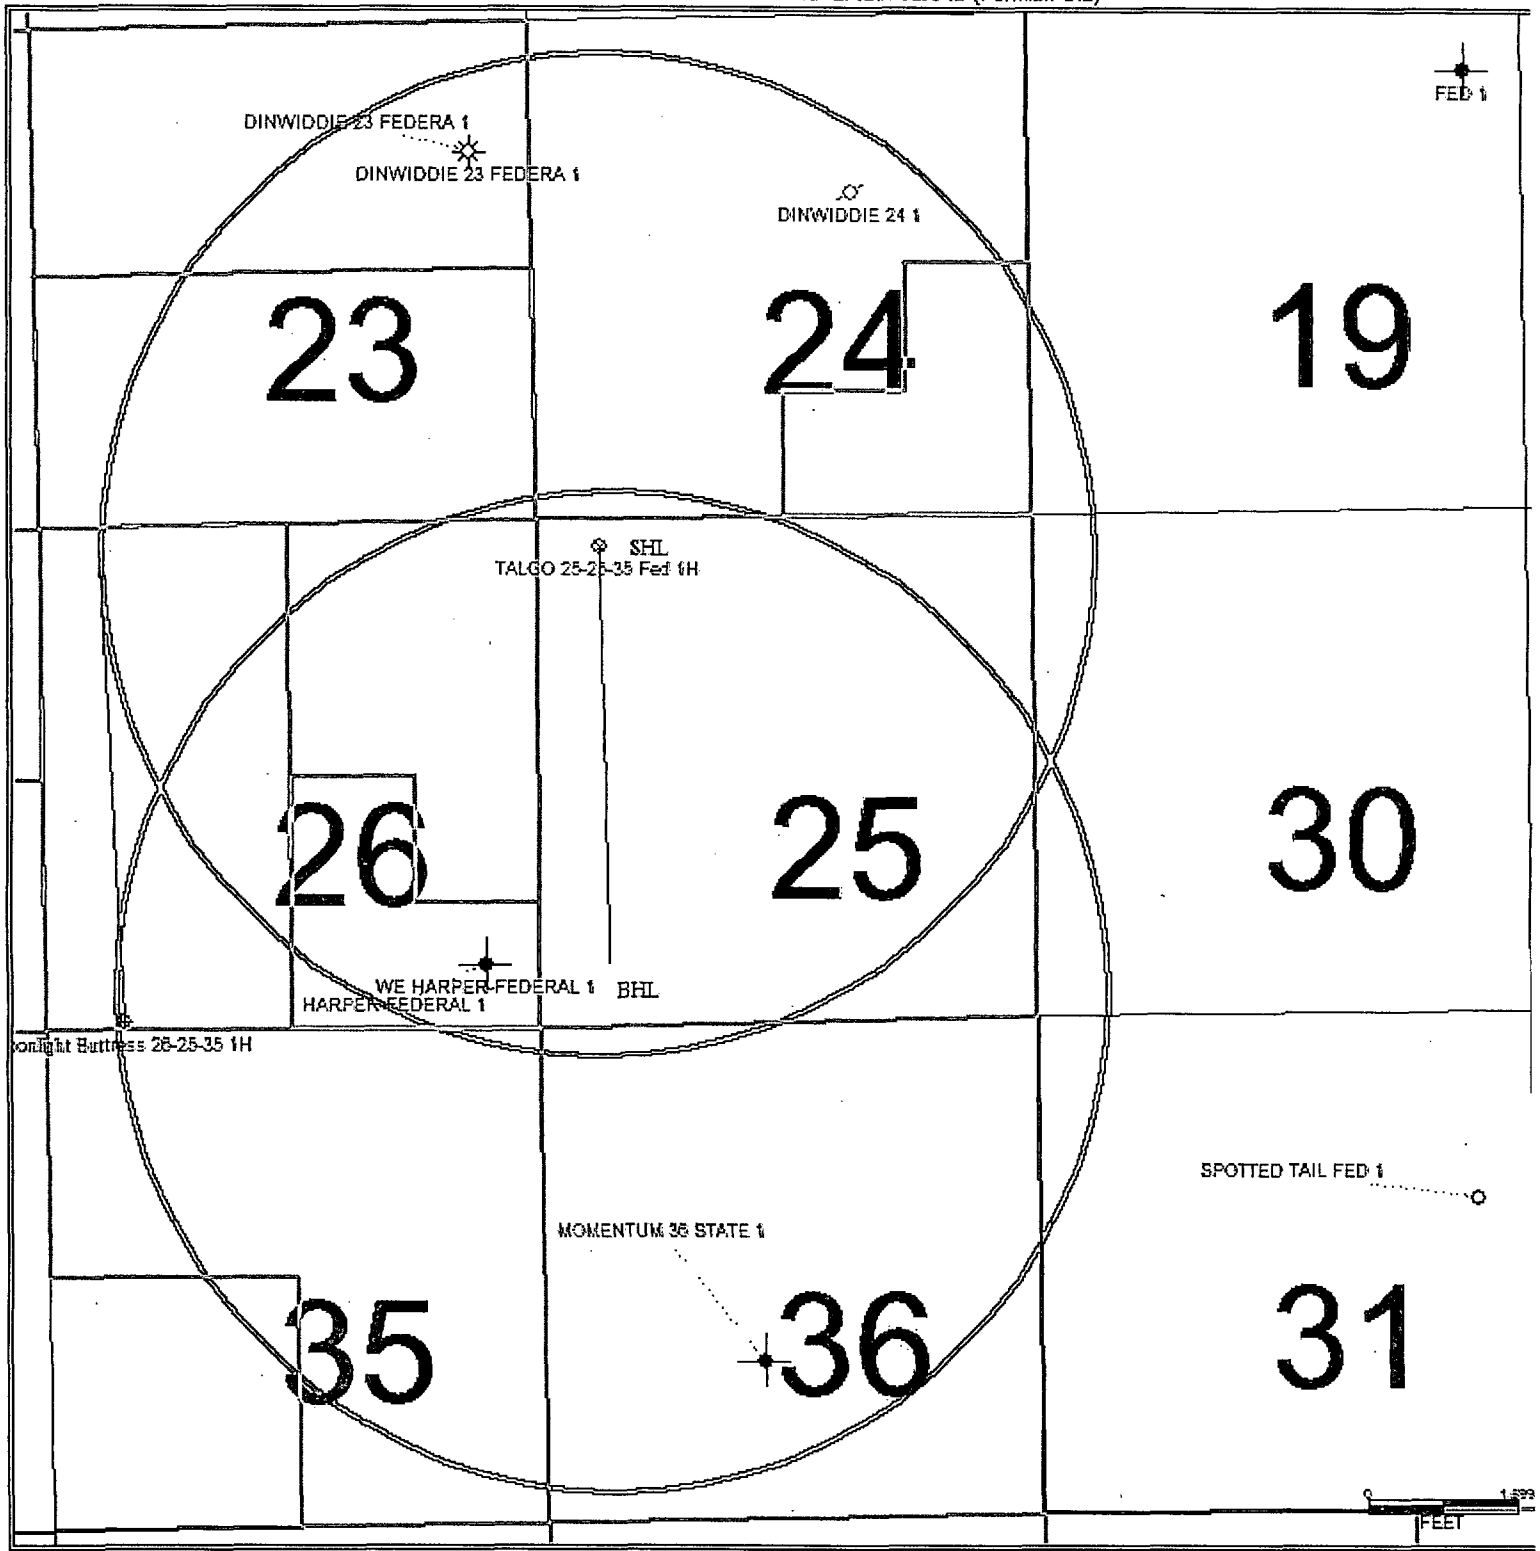 FED 1
DINWIDDIE 23 FEDERA 1
DINWIDDIE 23 FEDERA 1
DINWIDDIE 24 1
23
24
19
SHL
TALGO 25-25-35 Fed 1H
26
25
30
WE HARPER-FEDERAL 1
BHL
HARPER-FEDERAL 1
Buttress 26-25-35 1H
SPOTTED TAIL FED 1
MOMENTUM 36 STATE 1
35
36
31
0
FEET